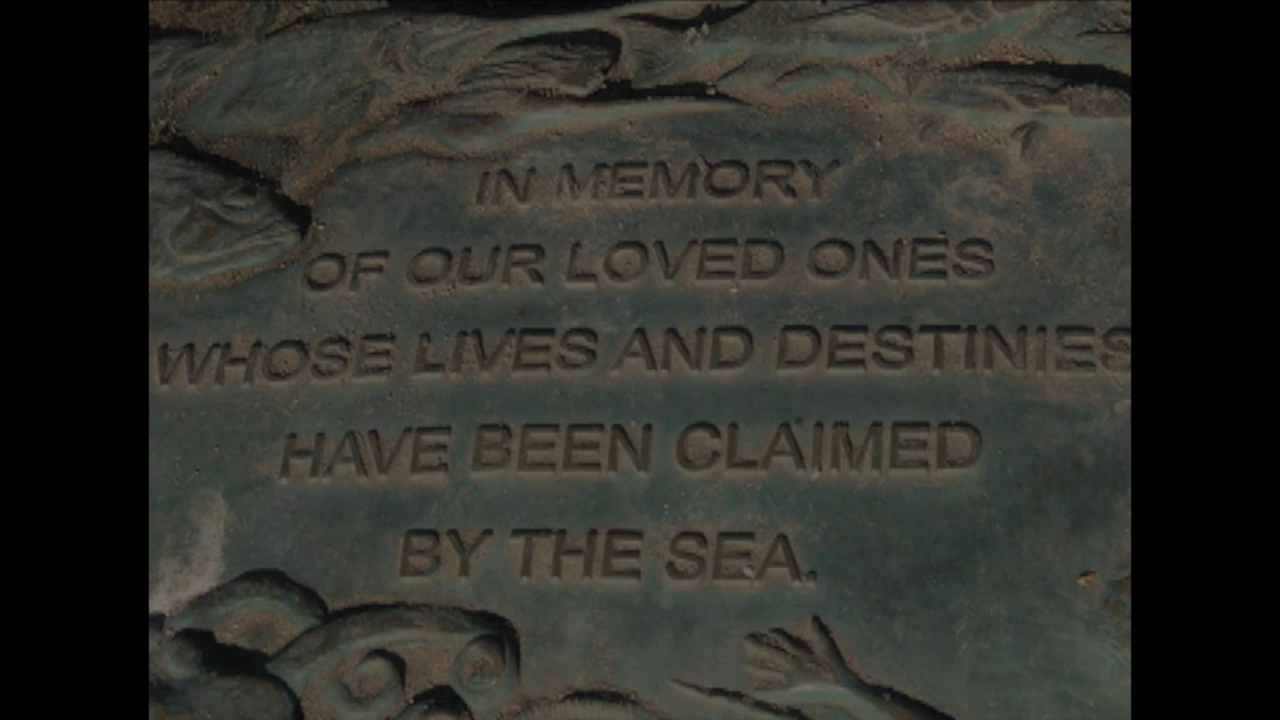 IN MEMORY
OF OUR LOVED ONES
WHOSE LIVES AND DESTINIES
HAVE BEEN CLAIMED
BY THE SEA.